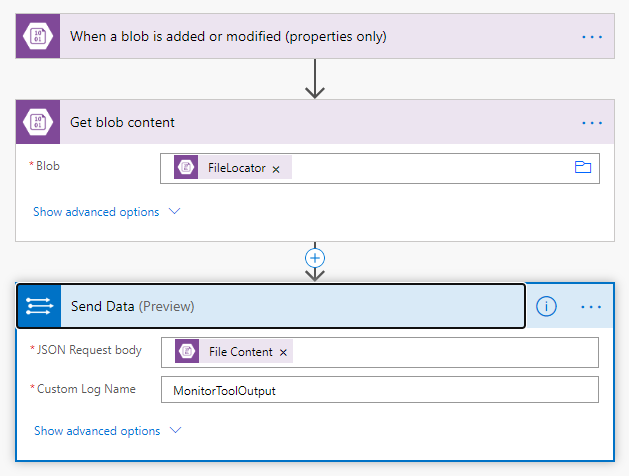 When a blob is added or modified (properties only)
Get blob content
* Blob
FileLocator ×
Show advanced options
Send Data (Preview)
* JSON Request body
File Content ×
* Custom Log Name
MonitorToolOutput
Show advanced options